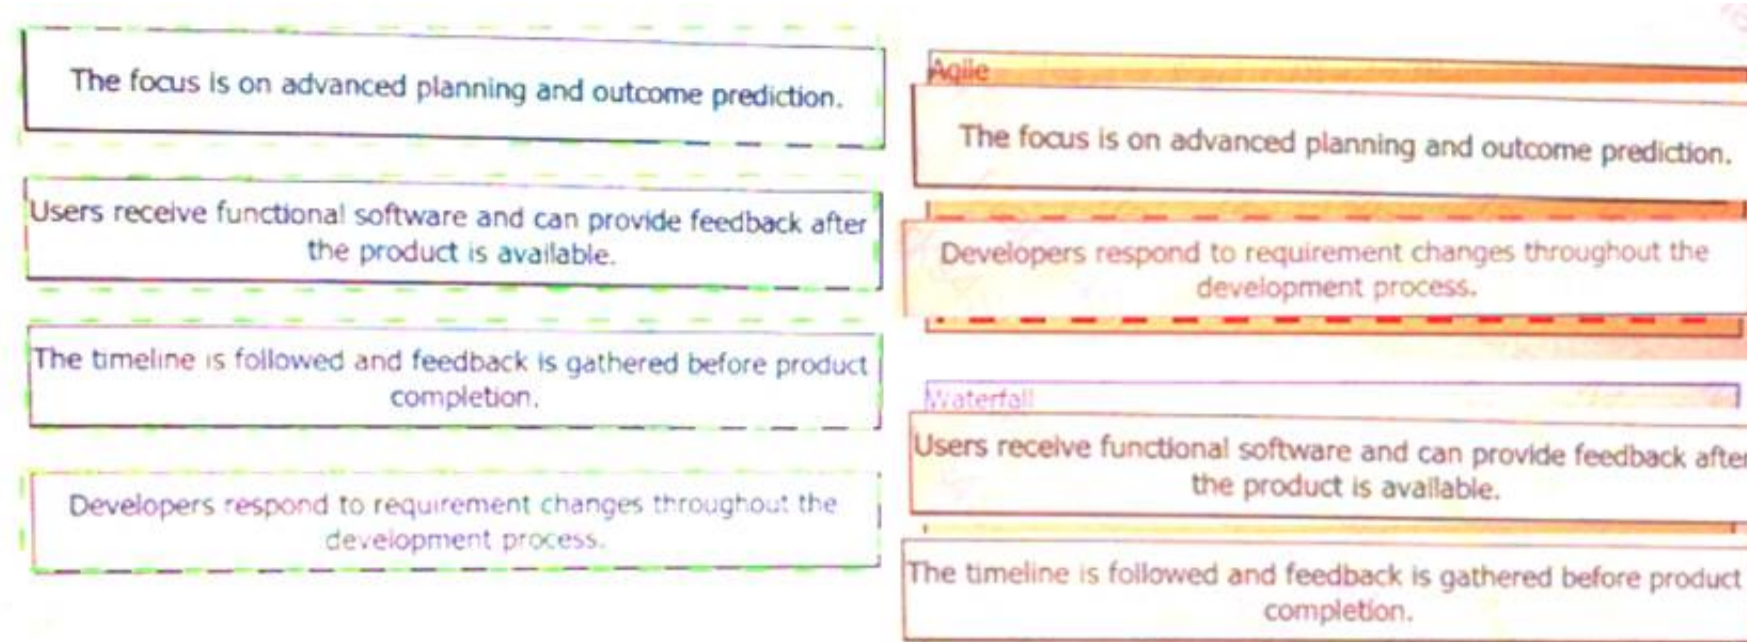 The focus is on advanced planning and outcome prediction.
Users receive functional software and can provide feedback after
the product is available.
The timeline is followed and feedback is gathered before product
completion.
Developers respond to requirement changes throughout the
development process.
Agile
The focus is on advanced planning and outcome prediction.
Developers respond to requirement changes throughout the
development process.
Waterfall
Users receive functional software and can provide feedback after
the product is available.
The timeline is followed and feedback is gathered before product
completion.